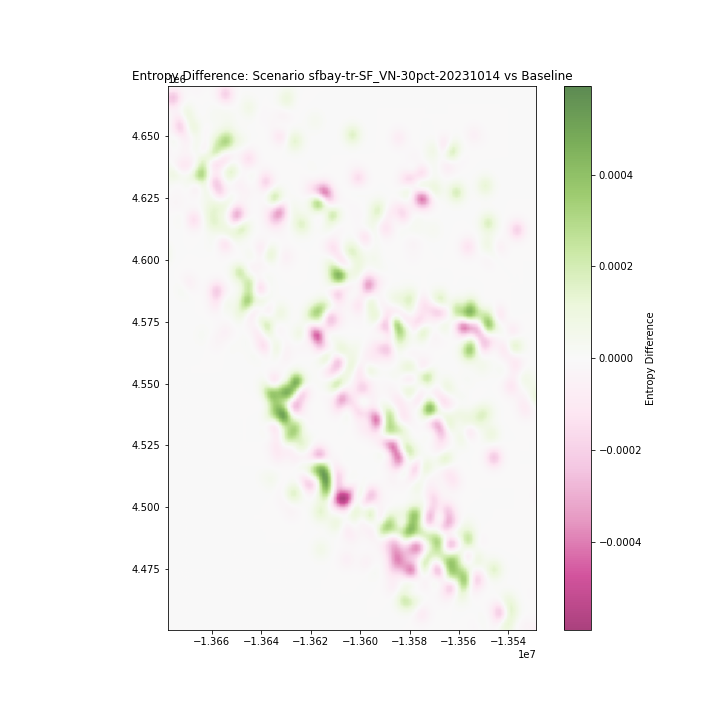 Entropy Difference: Scenario sfbay-tr-SF_VN-30pct-20231014 vs Baseline
1e6
4.650
4.625
4.600
4.575
4.550
4.525
4.500
4.475
−1.366 −1.364 −1.362 −1.360 −1.358 −1.356 −1.354
1e7
0.0004
0.0002
0.0000
−0.0002
−0.0004
Entropy Difference